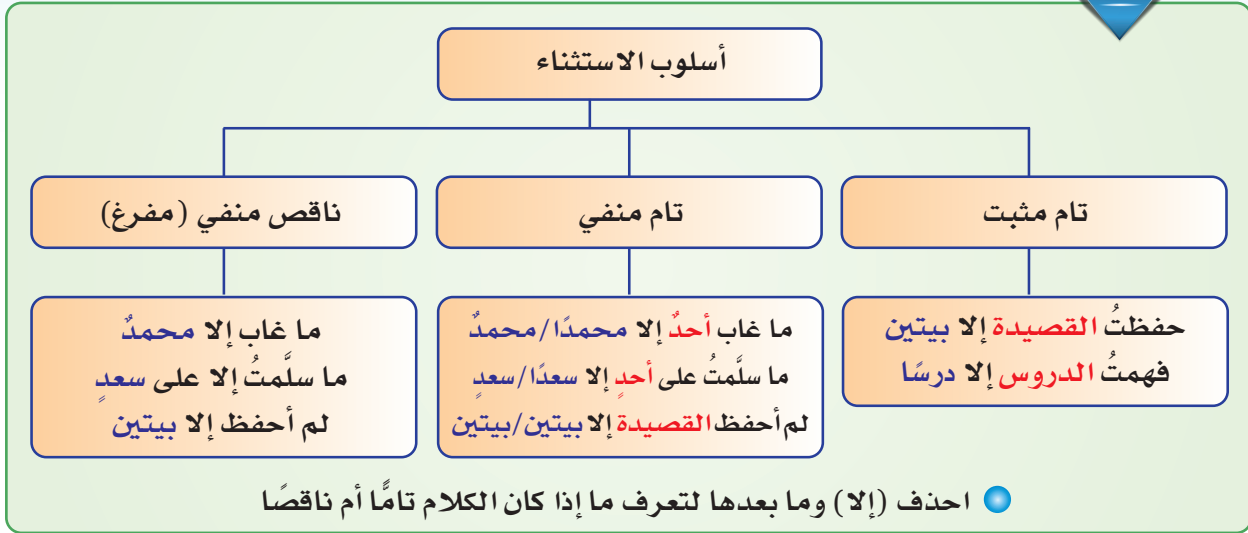 أسلوب الاستثناء
تام مثبت
تام منفي
ناقص منفي (مفرغ)
حفظتُ القصيدة إلا بيتين
فهمتُ الدروس إلا درسًا
ما غاب أحدٌ إلا محمدًا/محمدٌ
ما سلَّمتُ على أحدٍ إلا سعدًا/سعدٍ
لم أحفظ القصيدة إلا بيتين/بيتين
ما غاب إلا محمدٌ
ما سلَّمتُ إلا على سعدٍ
لم أحفظ إلا بيتين
احذف (إلا) وما بعدها لتعرف ما إذا كان الكلام تامًّا أم ناقصًا